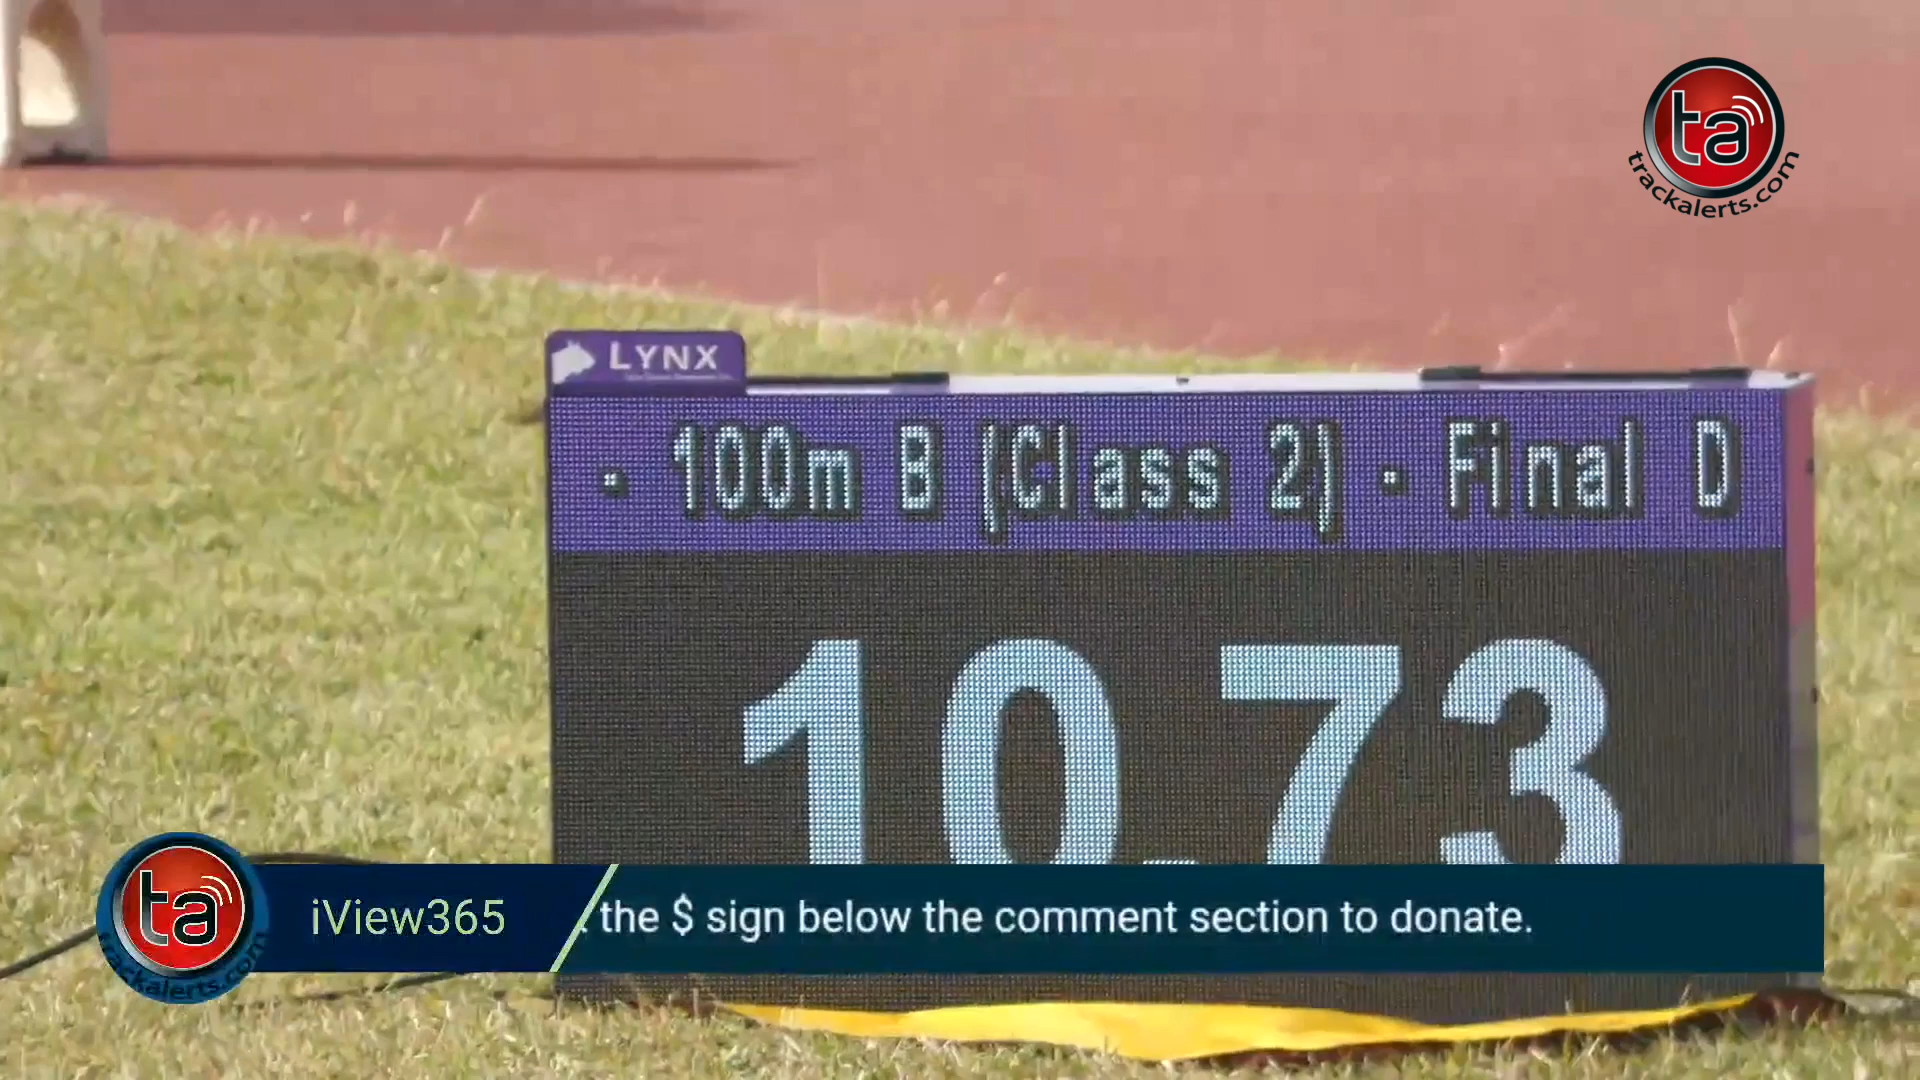 ta
trackalerts.com
LYNX
· 100m B (Class 2) · Final D
10.73
ta
trackalerts.com
iView365
the $ sign below the comment section to donate.